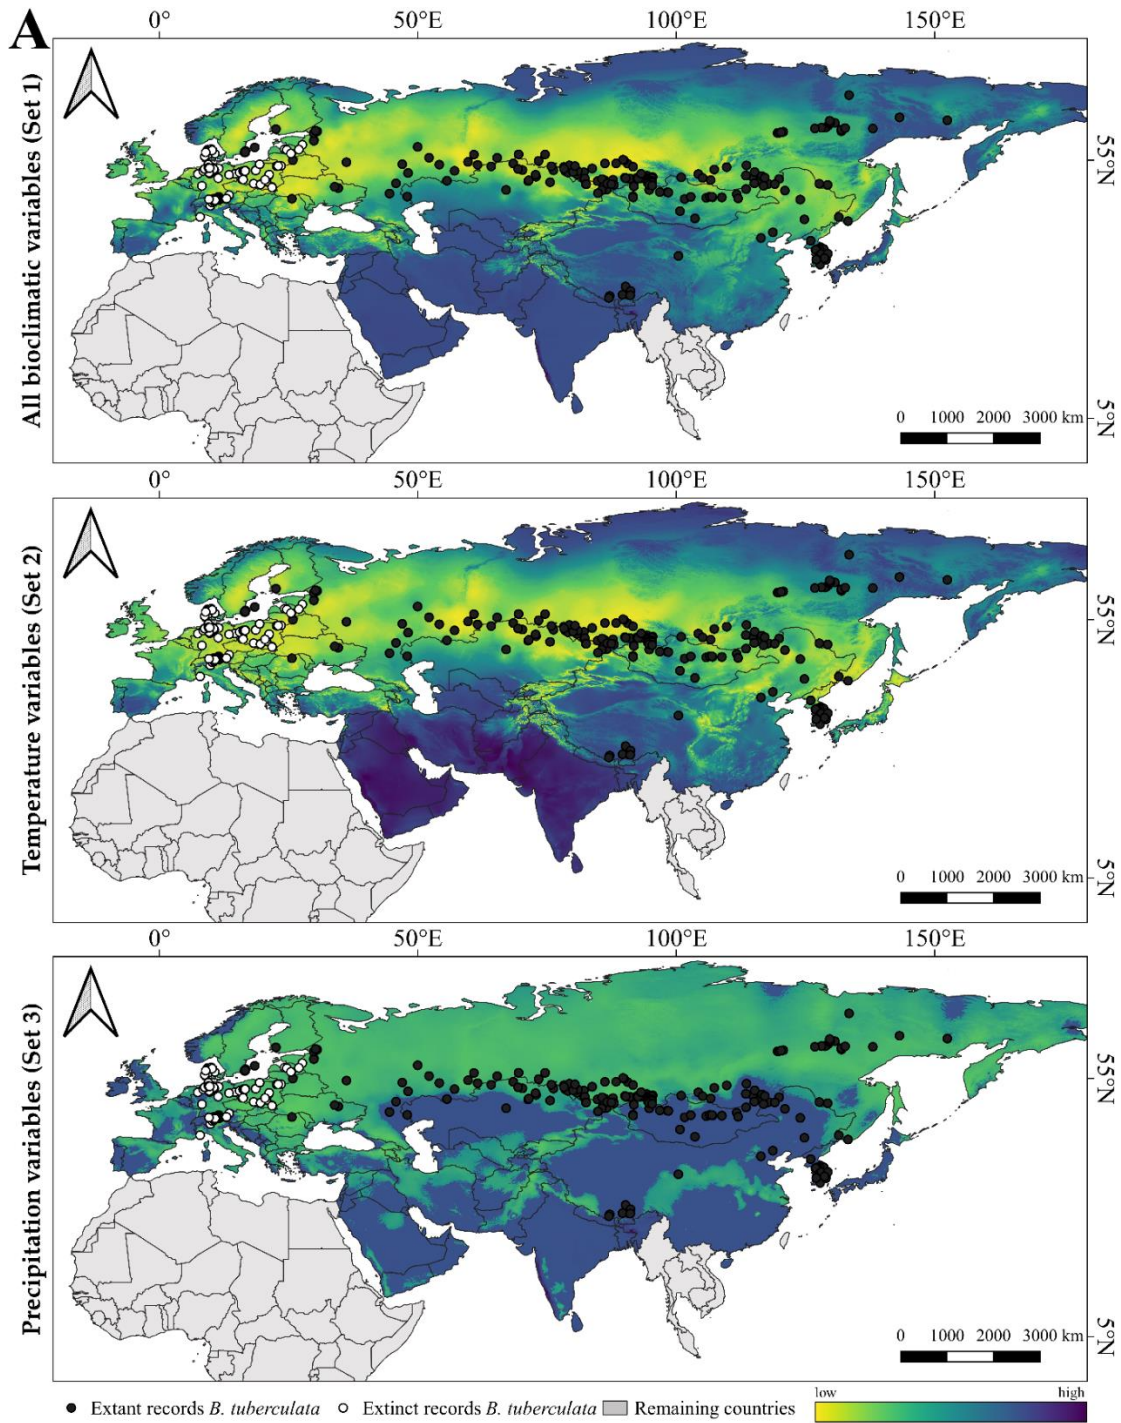 A
0° 50°E 100°E 150°E
All bioclimatic variables (Set 1)
55°N
5°N
0 1000 2000 3000 km
0° 50°E 100°E 150°E
Temperature variables (Set 2)
55°N
5°N
0 1000 2000 3000 km
0° 50°E 100°E 150°E
Precipitation variables (Set 3)
55°N
5°N
0 1000 2000 3000 km
Extant records B. tuberculata Extinct records B. tuberculata Remaining countries
low high